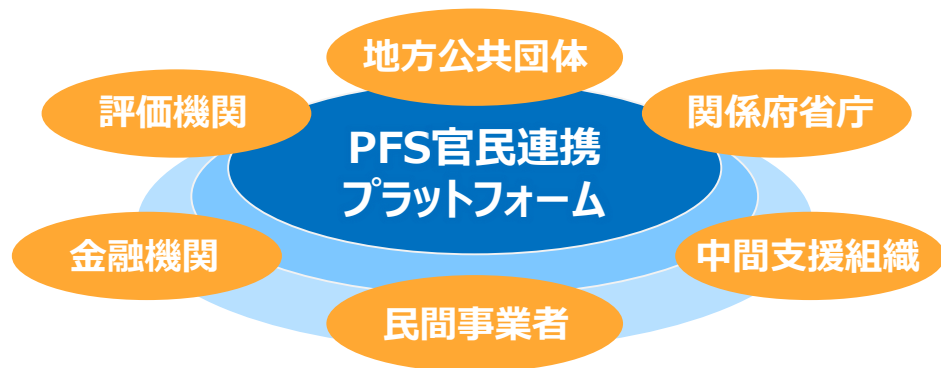 地方公共団体
評価機関
関係府省庁
PFS官民連携
プラットフォーム
金融機関
中間支援組織
民間事業者